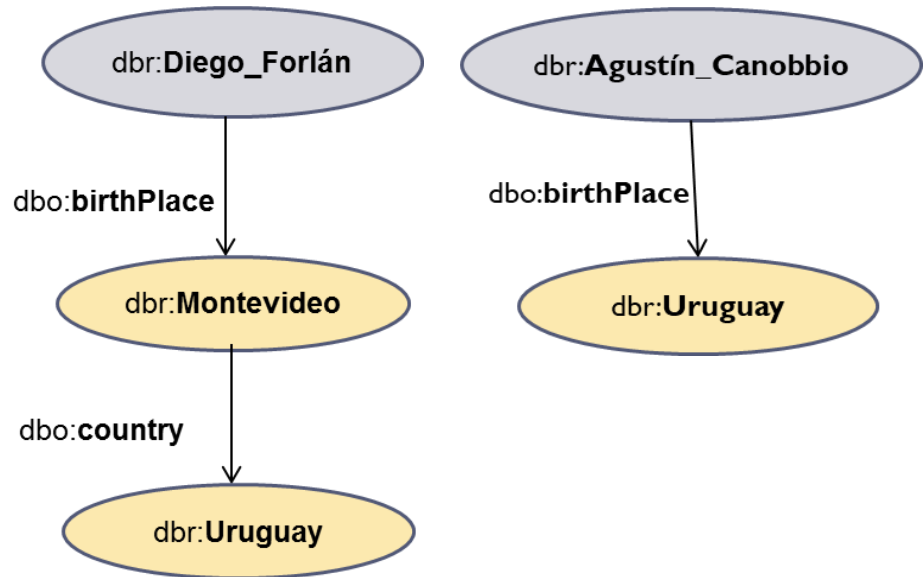 dbr:Diego_Forlán
dbo:birthPlace
dbr:Montevideo
dbo:country
dbr:Uruguay
dbr:Agustín_Canobbio
dbo:birthPlace
dbr:Uruguay